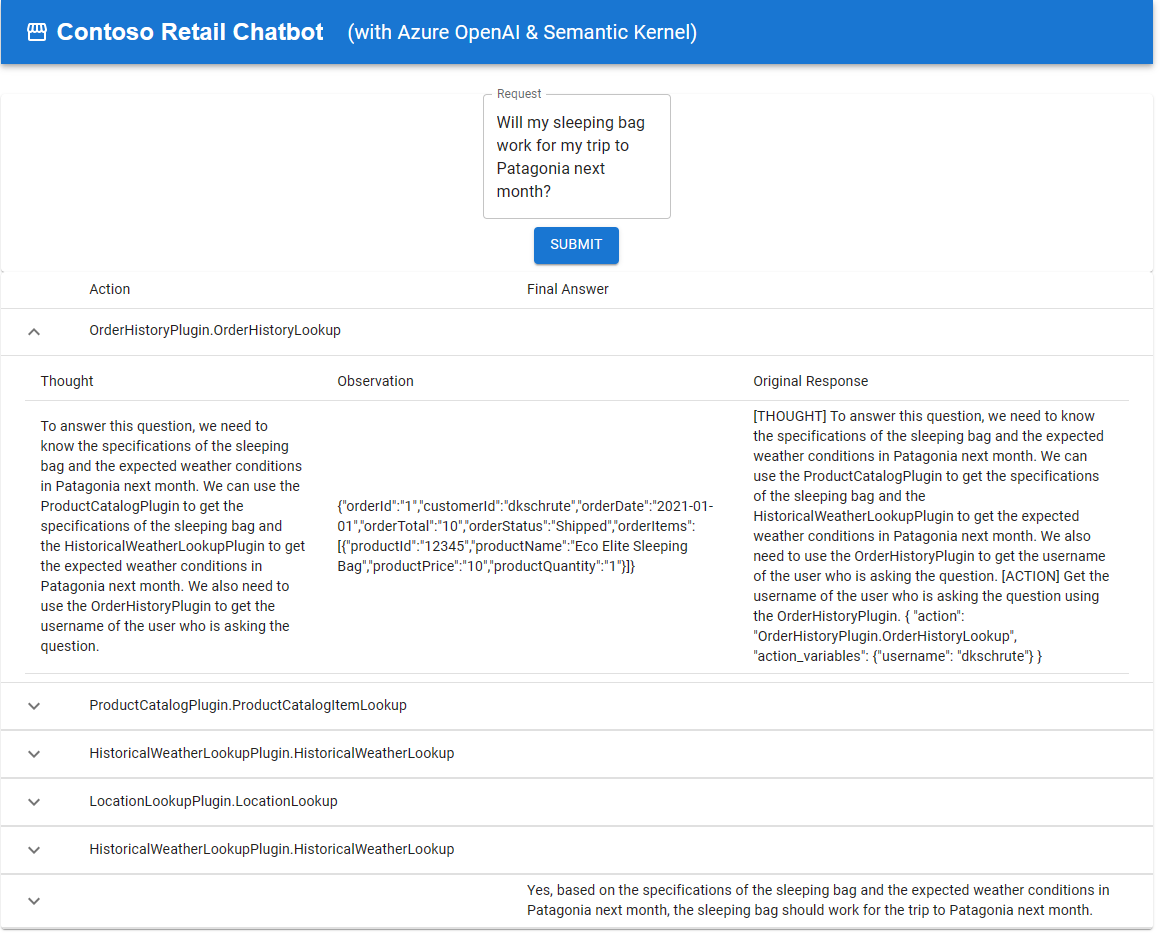 Contoso Retail Chatbot (with Azure OpenAI & Semantic Kernel)
Request
Will my sleeping bag
work for my trip to
Patagonia next
month?
SUBMIT
Action Final Answer
OrderHistoryPlugin.OrderHistoryLookup
Thought Observation Original Response
To answer this question, we need to
know the specifications of the sleeping
bag and the expected weather conditions
in Patagonia next month. We can use the
ProductCatalogPlugin to get the
specifications of the sleeping bag and
the HistoricalWeatherLookupPlugin to get
the expected weather conditions in
Patagonia next month. We also need to
use the OrderHistoryPlugin to get the
username of the user who is asking the
question.
{"orderId":"1","customerId":"dkschrute","orderDate":"2021-01-
01","orderTotal":"10","orderStatus":"Shipped","orderItems":
[{"productId":"12345","productName":"Eco Elite Sleeping
Bag","productPrice":"10","productQuantity":"1"}]}
[THOUGHT] To answer this question, we need to know
the specifications of the sleeping bag and the expected
weather conditions in Patagonia next month. We can
use the ProductCatalogPlugin to get the specifications
of the sleeping bag and the
HistoricalWeatherLookupPlugin to get the expected
weather conditions in Patagonia next month. We also
need to use the OrderHistoryPlugin to get the username
of the user who is asking the question. [ACTION] Get the
username of the user who is asking the question using
the OrderHistoryPlugin. { "action":
"OrderHistoryPlugin.OrderHistoryLookup",
"action_variables": {"username": "dkschrute"} }
ProductCatalogPlugin.ProductCatalogItemLookup
HistoricalWeatherLookupPlugin.HistoricalWeatherLookup
LocationLookupPlugin.LocationLookup
HistoricalWeatherLookupPlugin.HistoricalWeatherLookup
Yes, based on the specifications of the sleeping bag and the expected weather conditions in
Patagonia next month, the sleeping bag should work for the trip to Patagonia next month.